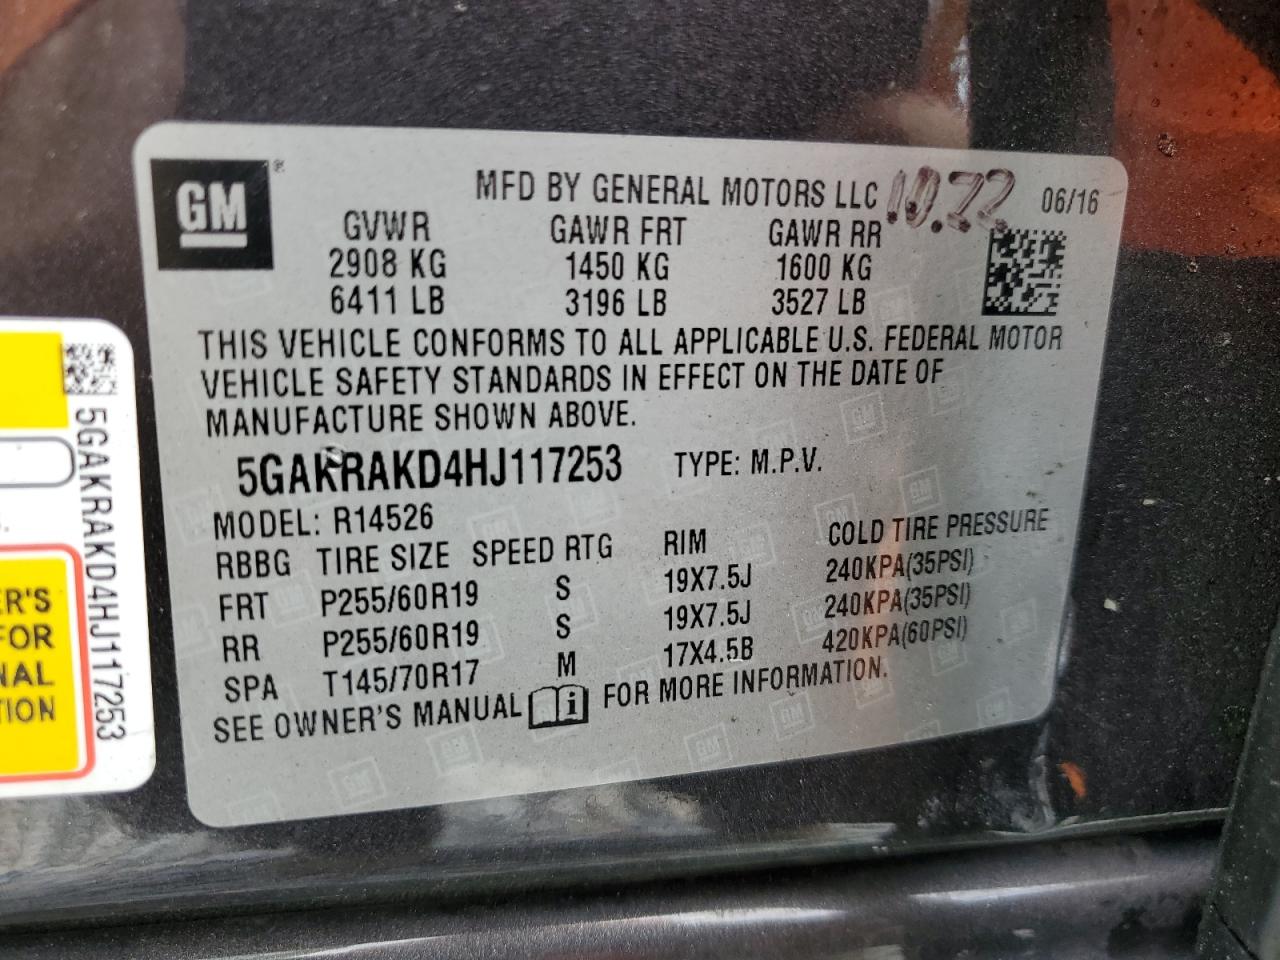 GM ®
MFD BY GENERAL MOTORS LLC 10.22 06/16
GVWR GAWR FRT GAWR RR
2908 KG 1450 KG 1600 KG
6411 LB 3196 LB 3527 LB
THIS VEHICLE CONFORMS TO ALL APPLICABLE U.S. FEDERAL MOTOR
VEHICLE SAFETY STANDARDS IN EFFECT ON THE DATE OF
MANUFACTURE SHOWN ABOVE.
5GAKRAKD4HJ117253 TYPE: M.P.V.
MODEL: R14526
RBBG TIRE SIZE SPEED RTG RIM COLD TIRE PRESSURE
FRT P255/60R19 S 19X7.5J 240KPA(35PSI)
RR P255/60R19 S 19X7.5J 240KPA(35PSI)
SPA T145/70R17 M 17X4.5B 420KPA(60PSI)
SEE OWNER'S MANUAL i FOR MORE INFORMATION.
5GAKRAKD4HJ117253
ER'S
FOR
NAL
TION